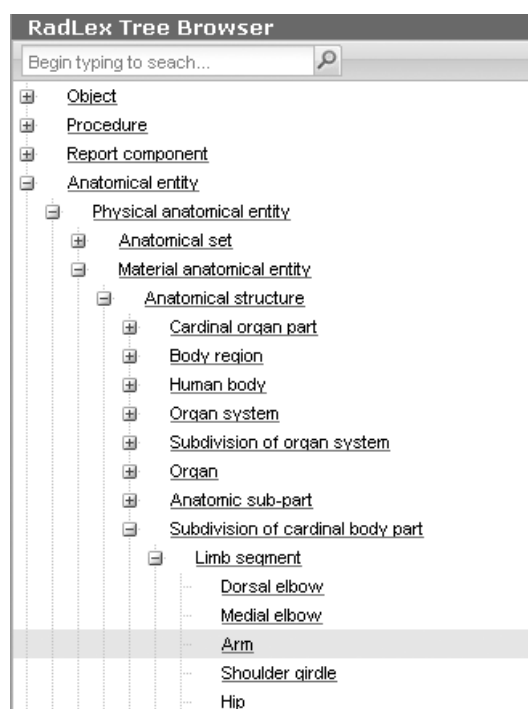 RadLex Tree Browser
Begin typing to seach...
Object
Procedure
Report component
Anatomical entity
Physical anatomical entity
Anatomical set
Material anatomical entity
Anatomical structure
Cardinal organ part
Body region
Human body
Organ system
Subdivision of organ system
Organ
Anatomic sub-part
Subdivision of cardinal body part
Limb segment
Dorsal elbow
Medial elbow
Arm
Shoulder girdle
Hip